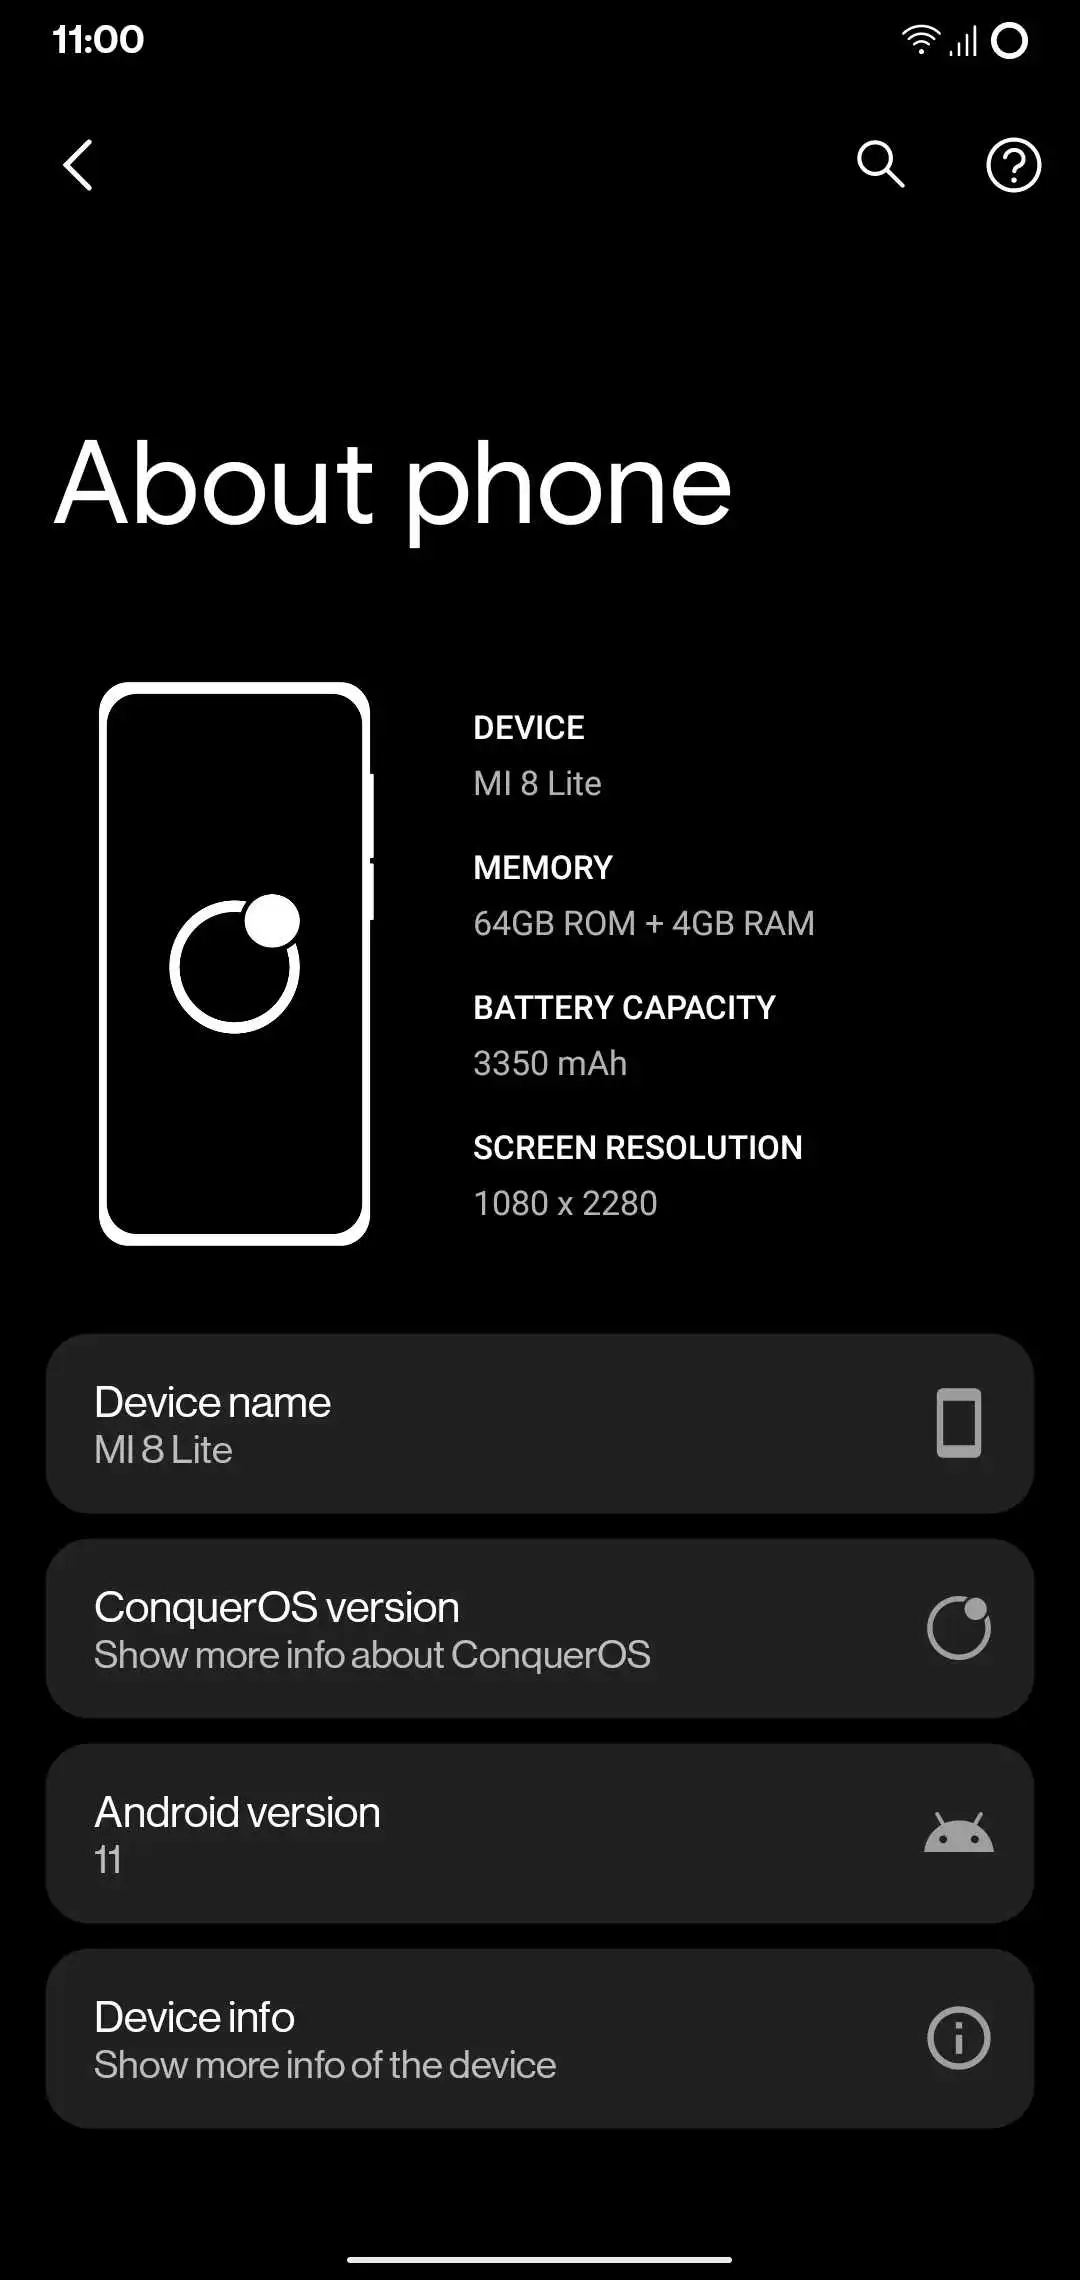 11:00
About phone
DEVICE
MI 8 Lite
MEMORY
64GB ROM + 4GB RAM
BATTERY CAPACITY
3350 mAh
SCREEN RESOLUTION
1080 x 2280
Device name
MI 8 Lite
ConquerOS version
Show more info about ConquerOS
Android version
11
Device info
Show more info of the device